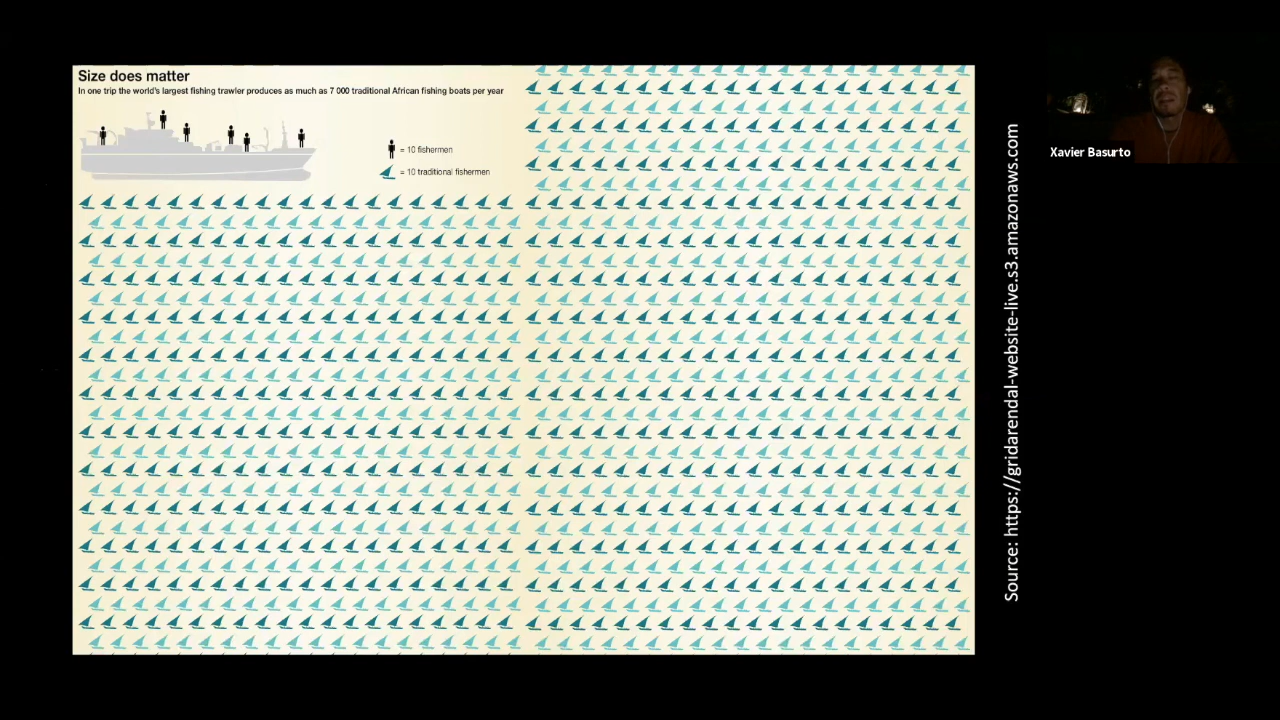 Size does matter
In one trip the world's largest fishing trawler produces as much as 7 000 traditional African fishing boats per year
= 10 fishermen
= 10 traditional fishermen
Source: https://gridarendal-website-live.s3.amazonaws.com
Xavier Basurto